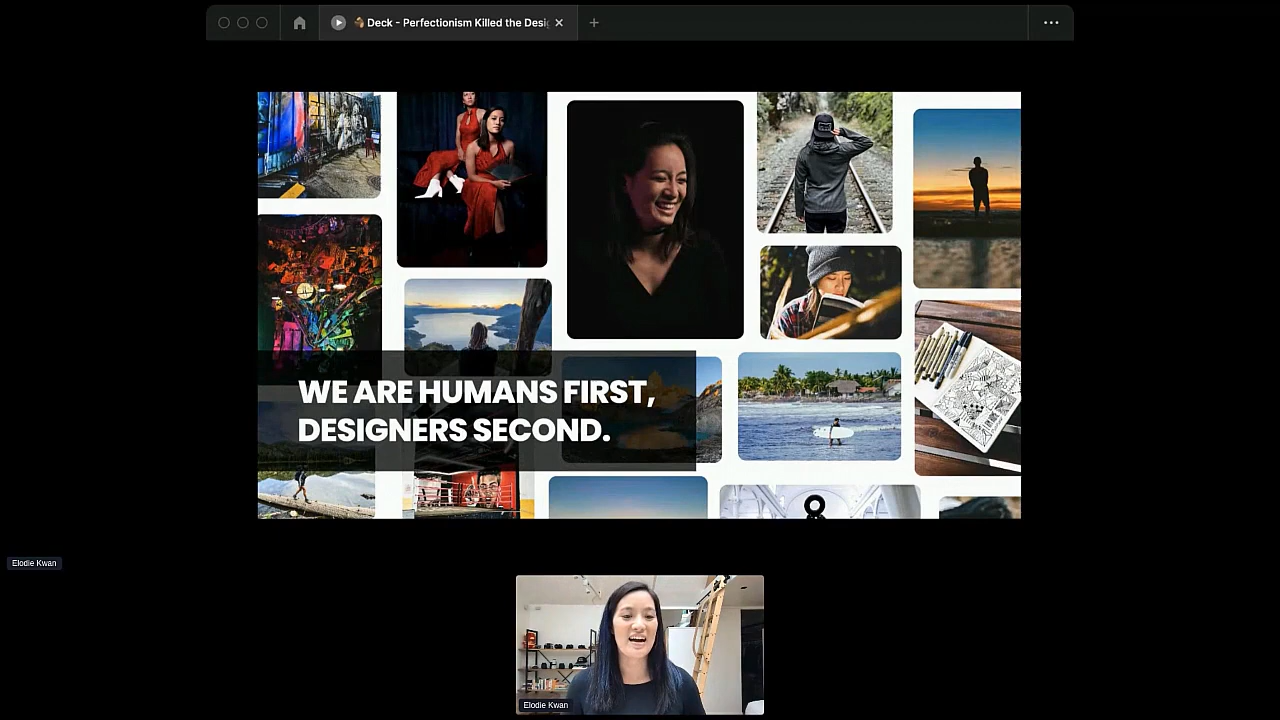 Deck - Perfectionism Killed the Desi
WE ARE HUMANS FIRST,
DESIGNERS SECOND.
Elodie Kwan
Elodie Kwan